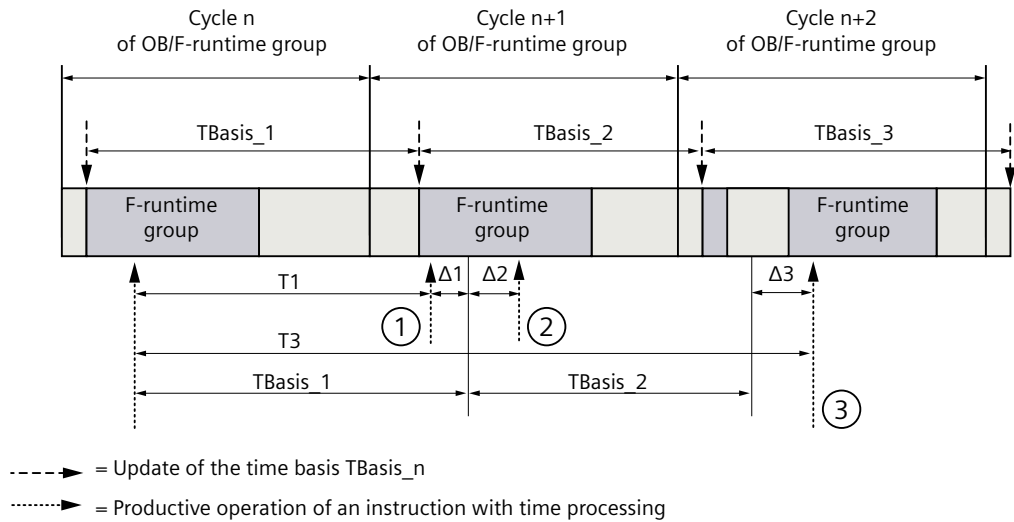 Cycle n
of OB/F-runtime group
Cycle n+1
of OB/F-runtime group
Cycle n+2
of OB/F-runtime group
TBasis_1
TBasis_2
TBasis_3
F-runtime
group
F-runtime
group
F-runtime
group
T1
Δ1
Δ2
Δ3
1
2
T3
TBasis_1
TBasis_2
3
= Update of the time basis TBasis_n
= Productive operation of an instruction with time processing